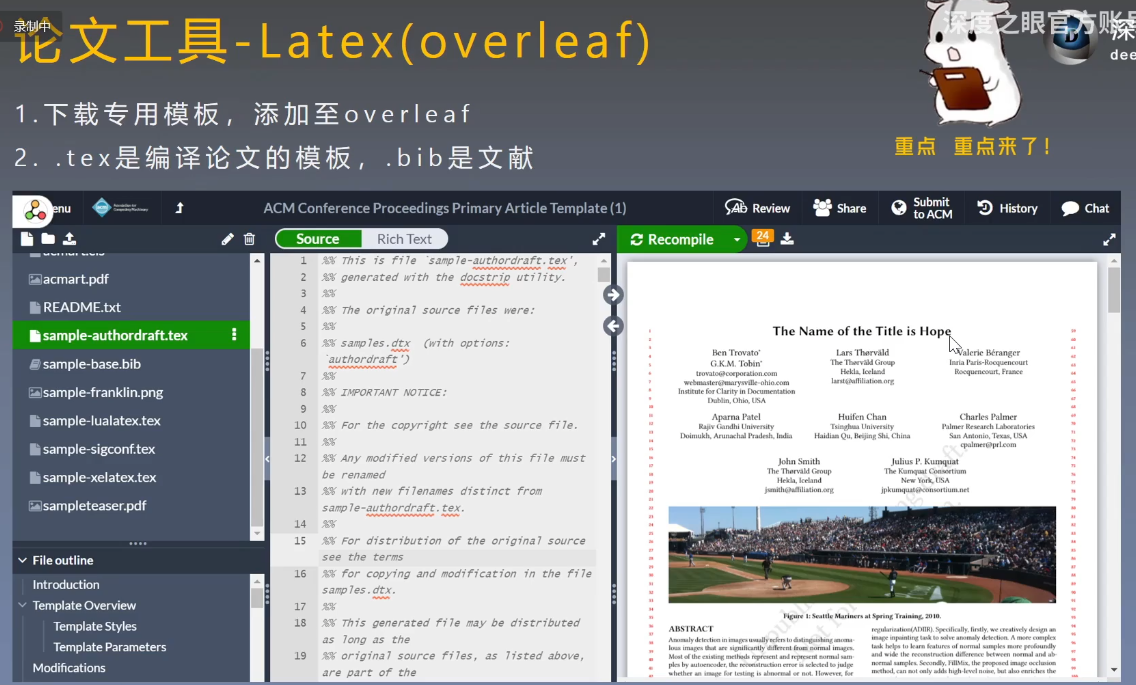 录制中
论文工具-Latex(overleaf)
深度之眼官方账号
深
dee
1.下载专用模板，添加至overleaf
2. .tex是编译论文的模板，.bib是文献
重点 重点来了!
enu
ACM Conference Proceedings Primary Article Template (1)
Review
Share
Submit to ACM
History
Chat
Source
Rich Text
Recompile
24
acmart.cls
acmart.pdf
README.txt
sample-authordraft.tex
sample-base.bib
sample-franklin.png
sample-lualatex.tex
sample-sigconf.tex
sample-xelatex.tex
sampleteaser.pdf
File outline
Introduction
Template Overview
Template Styles
Template Parameters
Modifications
1 %% This is file `sample-authordraft.tex',
2 %% generated with the docstrip utility.
3 %%
4 %% The original source files were:
5 %%
6 %% samples.dtx (with options:
`authordraft')
7 %%
8 %% IMPORTANT NOTICE:
9 %%
10 %% For the copyright see the source file.
11 %%
12 %% Any modified versions of this file must
be renamed
13 %% with new filenames distinct from
sample-authordraft.tex.
14 %%
15 %% For distribution of the original source
see the terms
16 %% for copying and modification in the file
samples.dtx.
17 %%
18 %% This generated file may be distributed
as long as the
19 %% original source files, as listed above,
are part of the
The Name of the Title is Hope
Ben Trovato*
G.K.M. Tobin*
trovato@corporation.com
webmaster@marysville-ohio.com
Institute for Clarity in Documentation
Dublin, Ohio, USA
Lars Thørväld
The Thørväld Group
Hekla, Iceland
larst@affiliation.org
Valerie Béranger
Inria Paris-Rocquencourt
Rocquencourt, France
Aparna Patel
Rajiv Gandhi University
Doimukh, Arunachal Pradesh, India
Huifen Chan
Tsinghua University
Haidian Qu, Beijing Shi, China
Charles Palmer
Palmer Research Laboratories
San Antonio, Texas, USA
cpalmer@prl.com
John Smith
The Thørväld Group
Hekla, Iceland
jsmith@affiliation.org
Julius P. Kumquat
The Kumquat Consortium
New York, USA
jpkumquat@consortium.net
Figure 1: Seattle Mariners at Spring Training, 2010.
ABSTRACT
Anomaly detection in images usually refers to distinguishing anoma-
lous images that are significantly different from normal images.
Most of the existing methods represent and represent normal sam-
ples by autoencoder, the reconstruction error is selected to judge
whether an image for testing is abnormal or not. However, for
regularization(ADIIR). Specifically, firstly, we creatively design an
image inpainting task to solve anomaly detection. A more complex
task helps to learn features of normal samples more profoundly
and wide the reconstruction difference between normal and ab-
normal samples. Secondly, FillMix, the proposed image occlusion
method, can not only adds high-level noise, but also enriches the